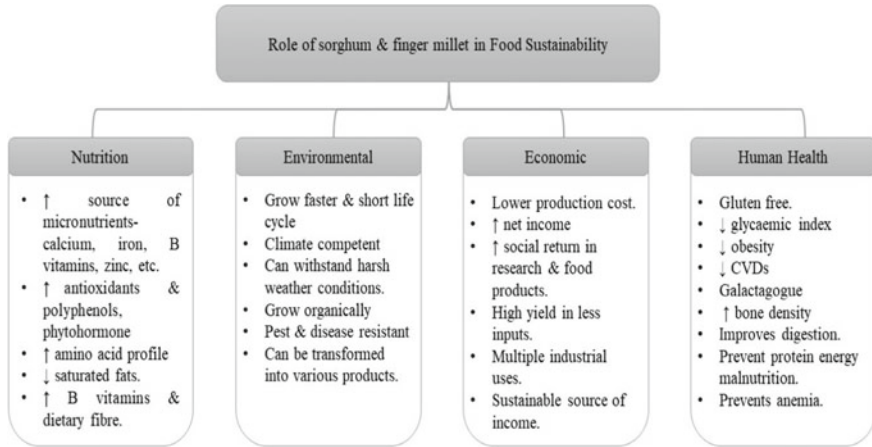 Role of sorghum & finger millet in Food Sustainability
Nutrition
• ↑ source of
micronutrients-
calcium, iron, B
vitamins, zinc, etc.
• ↑ antioxidants &
polyphenols,
phytohormone
• ↑ amino acid profile
• ↓ saturated fats.
• ↑ B vitamins &
dietary fibre.
Environmental
• Grow faster & short life
cycle
• Climate competent
• Can withstand harsh
weather conditions.
• Grow organically
• Pest & disease resistant
• Can be transformed
into various products.
Economic
• Lower production cost.
• ↑ net income
• ↑ social return in
research & food
products.
• High yield in less
inputs.
• Multiple industrial
uses.
• Sustainable source of
income.
Human Health
• Gluten free.
• ↓ glycaemic index
• ↓ obesity
• ↓ CVDs
• Galactagogue
• ↑ bone density
• Improves digestion.
• Prevent protein energy
malnutrition.
• Prevents anemia.